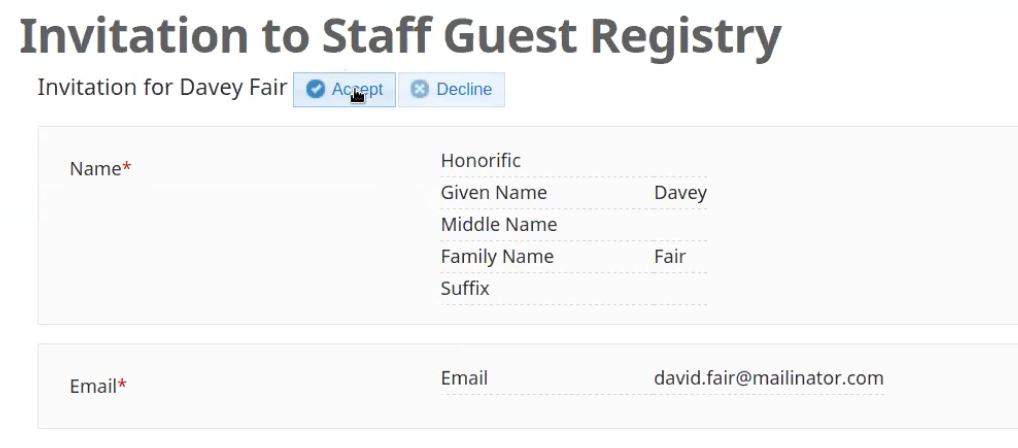 Invitation to Staff Guest Registry
Invitation for Davey Fair Accept Decline
Name*
Honorific
Given Name Davey
Middle Name
Family Name Fair
Suffix
Email*
Email david.fair@mailinator.com